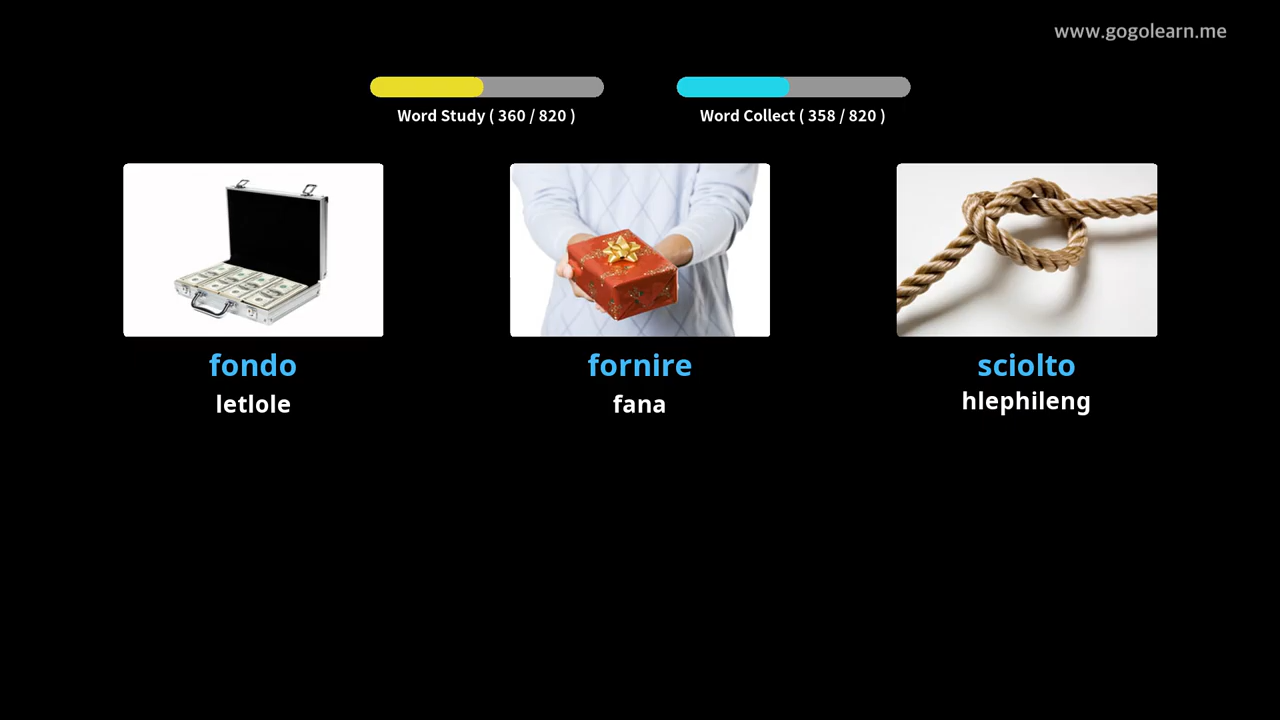 www.gogolearn.me
Word Study ( 360 / 820 )
Word Collect ( 358 / 820 )
fondo
letlole
fornire
fana
sciolto
hlephileng